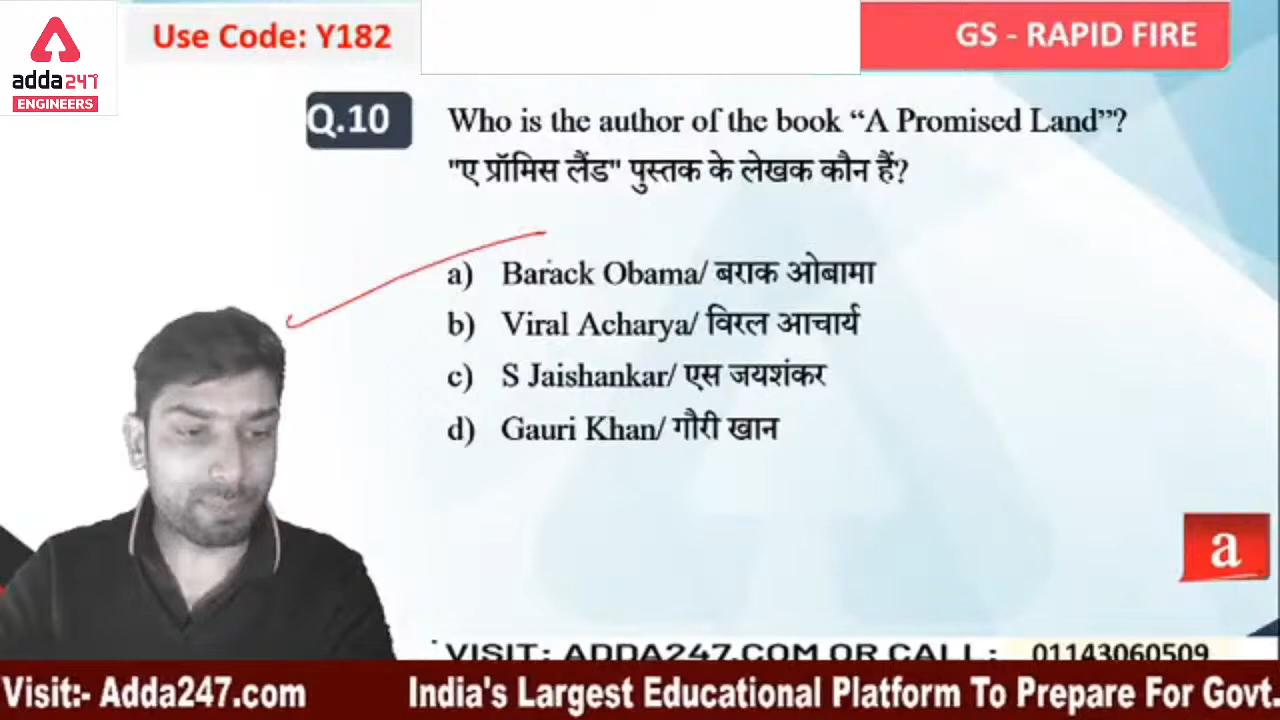 Use Code: Y182
GS - RAPID FIRE
adda247
ENGINEERS
Q.10 Who is the author of the book “A Promised Land”?
"ए प्रॉमिस लैंड" पुस्तक के लेखक कौन हैं?
a) Barack Obama/ बराक ओबामा
b) Viral Acharya/ विरल आचार्य
c) S Jaishankar/ एस जयशंकर
d) Gauri Khan/ गौरी खान
a
VISIT: ADDA247.COM OR CALL: 01143060509
Visit:- Adda247.com India's Largest Educational Platform To Prepare For Govt.